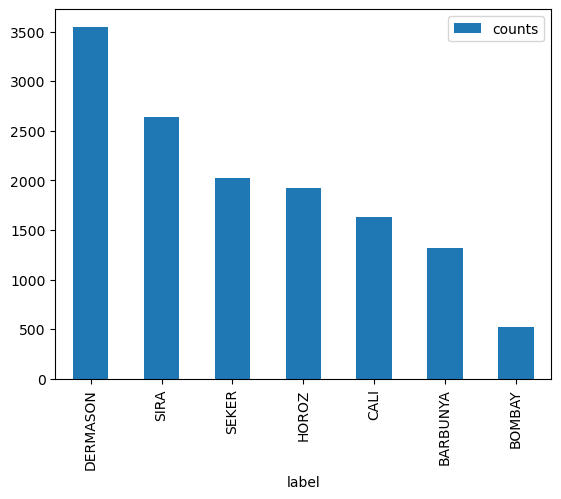 counts
3500
3000
2500
2000
1500
1000
500
0
DERMASON
SIRA
SEKER
HOROZ
CALI
BARBUNYA
BOMBAY
label